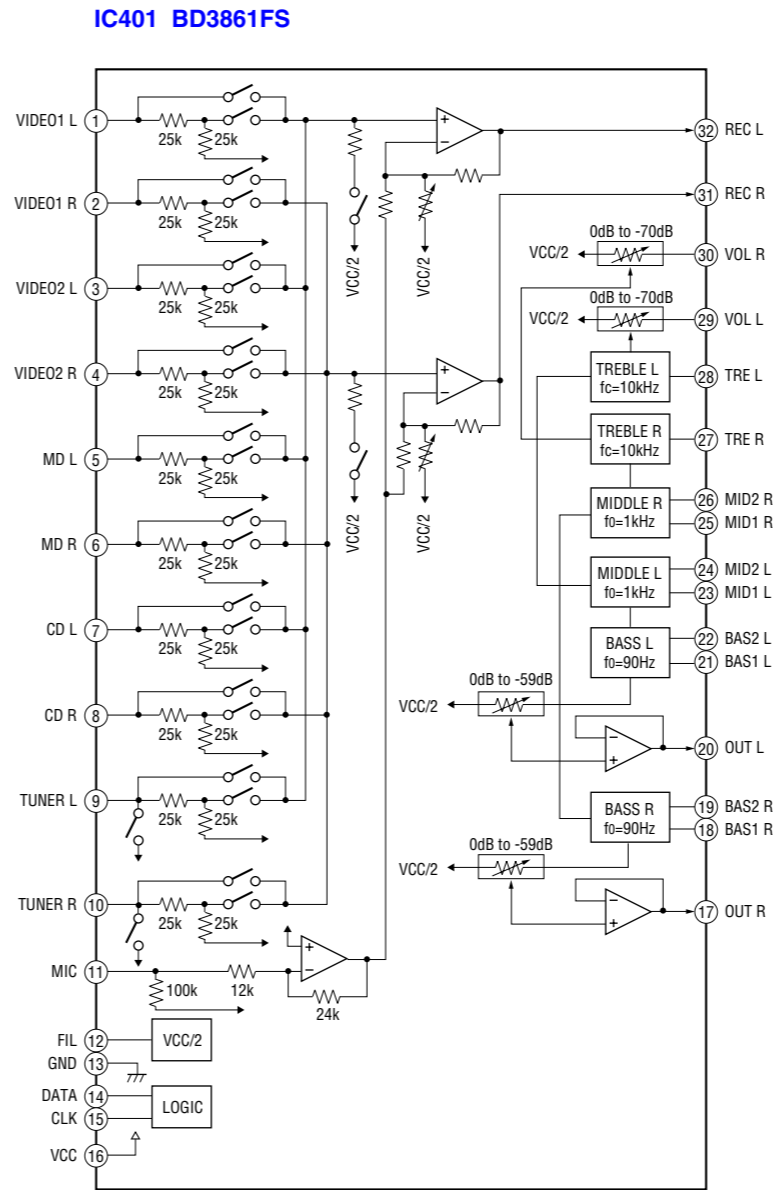 IC401 BD3861FS
VIDEO1 L 1
25k 25k
VIDEO1 R 2
25k 25k
VIDEO2 L 3
25k 25k
VIDEO2 R 4
25k 25k
MD L 5
25k 25k
MD R 6
25k 25k
CD L 7
25k 25k
CD R 8
25k 25k
TUNER L 9
25k 25k
TUNER R 10
25k 25k
MIC 11
100k
12k
24k
+
−
FIL 12
VCC/2
GND 13
DATA 14
CLK 15
LOGIC
VCC 16
+
−
VCC/2
VCC/2
+
−
VCC/2
VCC/2
32 REC L
31 REC R
0dB to -70dB
VCC/2
30 VOL R
0dB to -70dB
VCC/2
29 VOL L
TREBLE L
fc=10kHz
28 TRE L
TREBLE R
fc=10kHz
27 TRE R
MIDDLE R
fo=1kHz
26 MID2 R
25 MID1 R
MIDDLE L
fo=1kHz
24 MID2 L
23 MID1 L
BASS L
fo=90Hz
22 BAS2 L
21 BAS1 L
0dB to -59dB
VCC/2
−
+
20 OUT L
BASS R
fo=90Hz
19 BAS2 R
18 BAS1 R
0dB to -59dB
VCC/2
−
+
17 OUT R